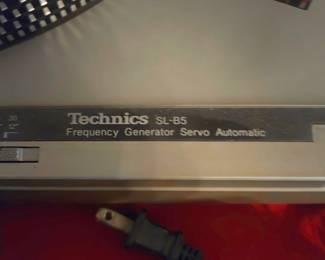 Technics SL-B5
Frequency Generator Servo Automatic